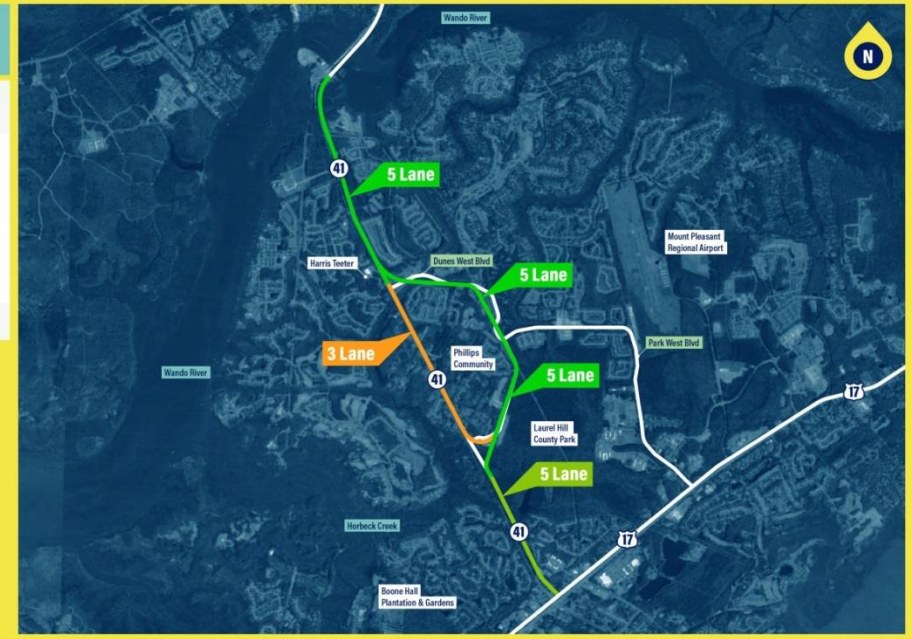 Wando River
N
41
5 Lane
Mount Pleasant
Regional Airport
Harris Teeter
Dunes West Blvd
5 Lane
3 Lane
Phillips
Community
Park West Blvd
Wando River
41
5 Lane
17
Laurel Hill
County Park
5 Lane
Horbeck Creek
41
17
Boone Hall
Plantation & Gardens